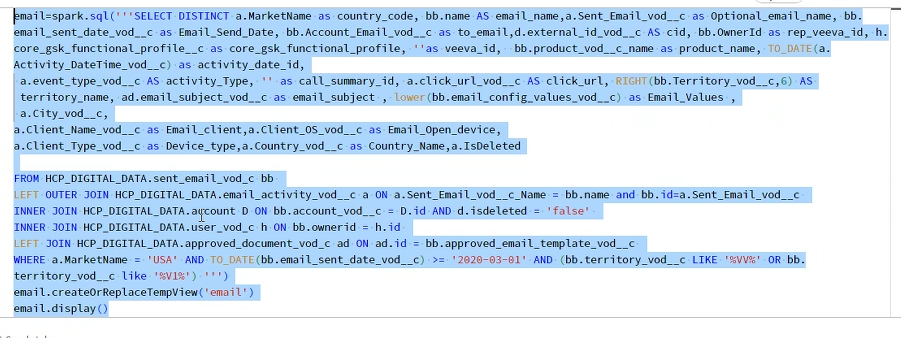 email=spark.sql('''SELECT DISTINCT a.MarketName as country_code, bb.name AS email_name,a.Sent_Email_vod__c as Optional_email_name, bb.
email_sent_date_vod__c as Email_Send_Date, bb.Account_Email_vod__c as to_email,d.external_id_vod__c AS cid, bb.OwnerId as rep_veeva_id, h.
core_gsk_functional_profile__c as core_gsk_functional_profile, ''as veeva_id,  bb.product_vod__c_name as product_name, TO_DATE(a.
Activity_DateTime_vod__c) as activity_date_id,
 a.event_type_vod__c AS activity_Type, '' as call_summary_id, a.click_url_vod__c AS click_url, RIGHT(bb.Territory_vod__c,6) AS
 territory_name, ad.email_subject_vod__c as email_subject , lower(bb.email_config_values_vod__c) as Email_Values ,
 a.City_vod__c,
a.Client_Name_vod__c as Email_client,a.Client_OS_vod__c as Email_Open_device,
a.Client_Type_vod__c as Device_type,a.Country_vod__c as Country_Name,a.IsDeleted
FROM HCP_DIGITAL_DATA.sent_email_vod_c bb
LEFT OUTER JOIN HCP_DIGITAL_DATA.email_activity_vod__c a ON a.Sent_Email_vod__c_Name = bb.name and bb.id=a.Sent_Email_vod__c
INNER JOIN HCP_DIGITAL_DATA.account D ON bb.account_vod__c = D.id AND d.isdeleted = 'false'
INNER JOIN HCP_DIGITAL_DATA.user_vod_c h ON bb.ownerid = h.id
LEFT JOIN HCP_DIGITAL_DATA.approved_document_vod_c ad ON ad.id = bb.approved_email_template_vod__c
WHERE a.MarketName = 'USA' AND TO_DATE(bb.email_sent_date_vod__c) >= '2020-03-01' AND (bb.territory_vod__c LIKE '%VV%' OR bb.
territory_vod__c like '%V1%') ''')
email.createOrReplaceTempView('email')
email.display()